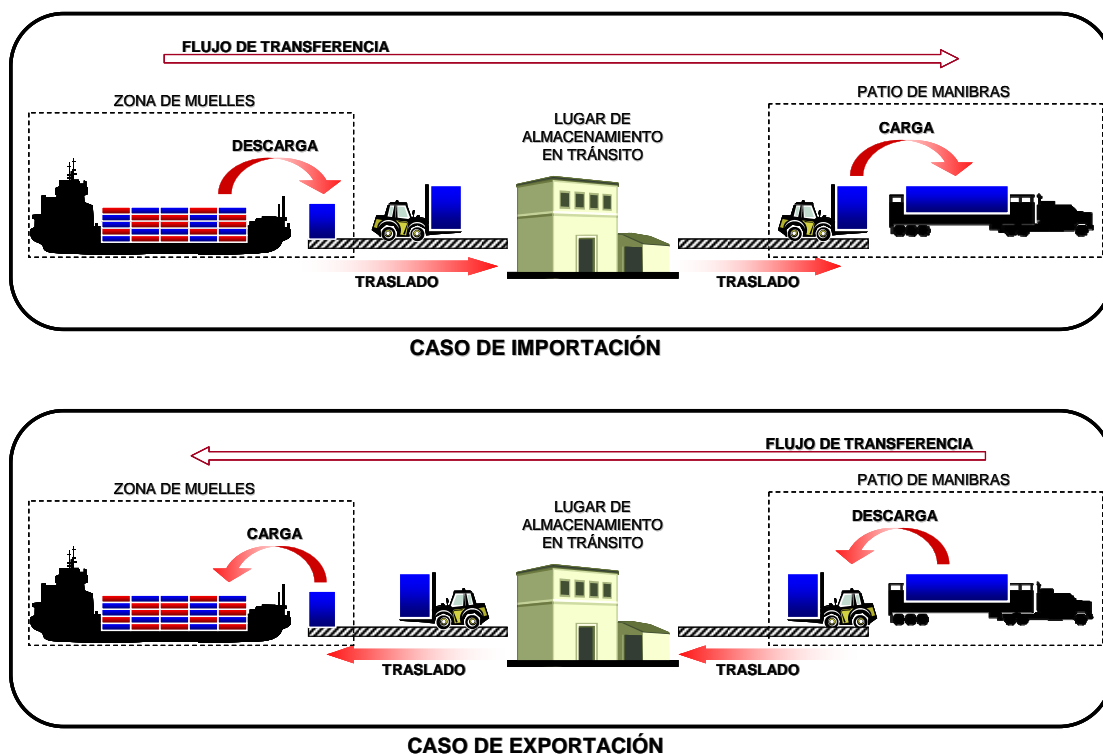 FLUJO DE TRANSFERENCIA
ZONA DE MUELLES
PATIO DE MANIBRAS
LUGAR DE
ALMACENAMIENTO
EN TRÁNSITO
DESCARGA
CARGA
TRASLADO
TRASLADO
CASO DE IMPORTACIÓN
FLUJO DE TRANSFERENCIA
ZONA DE MUELLES
PATIO DE MANIBRAS
LUGAR DE
ALMACENAMIENTO
EN TRÁNSITO
CARGA
DESCARGA
TRASLADO
TRASLADO
CASO DE EXPORTACIÓN